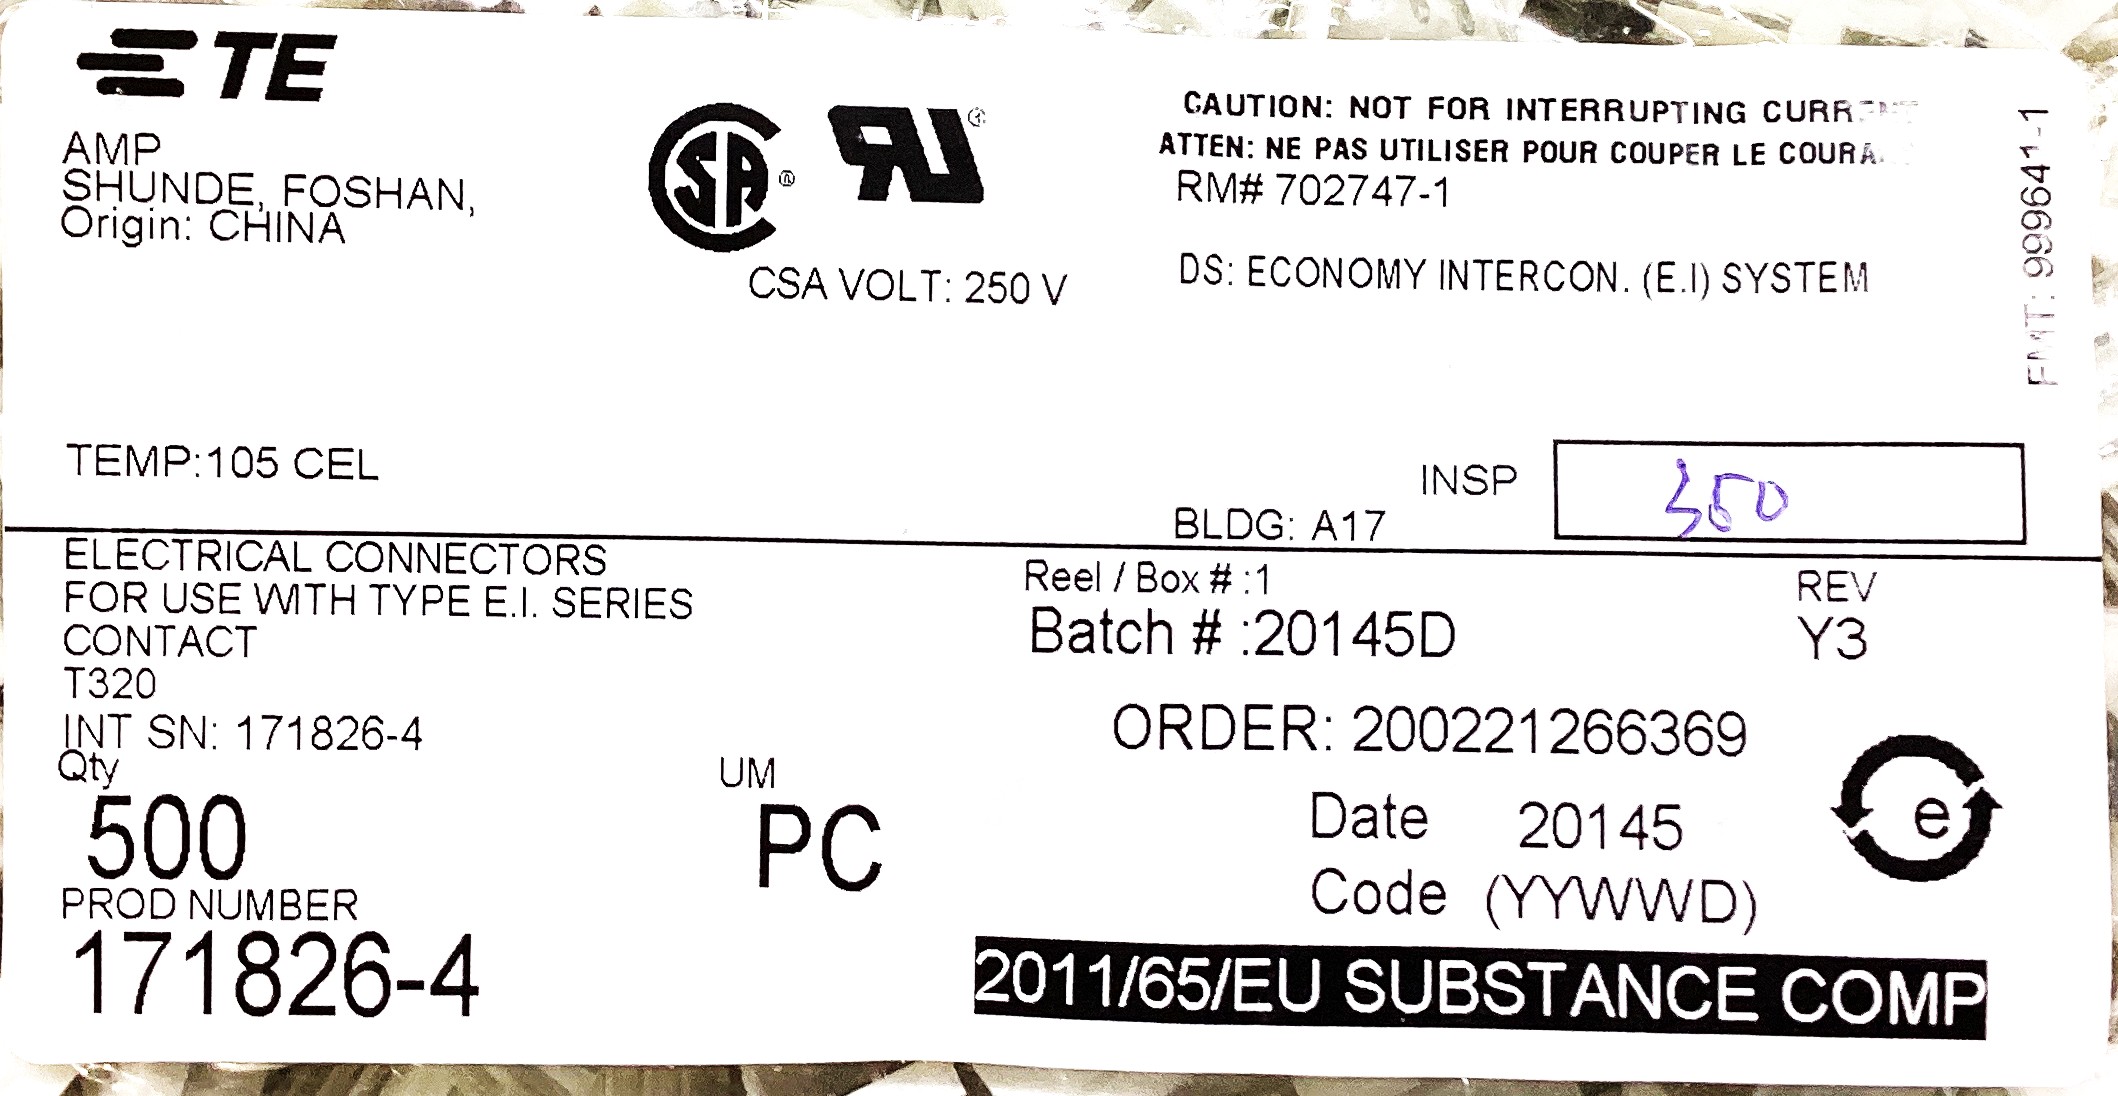 TE
AMP
SHUNDE, FOSHAN,
Origin: CHINA
CSA VOLT: 250 V
CAUTION: NOT FOR INTERRUPTING
ATTEN: NE PAS UTILISER POUR COUPER LE
RM# 702747-1
DS: ECONOMY INTERCON. (E.I) SYSTEM
FMT: 999641-1
TEMP:105 CEL
INSP
BLDG: A17
ELECTRICAL CONNECTORS
FOR USE WITH TYPE E.I. SERIES
CONTACT
T320
INT SN: 171826-4
Qty
500
UM
PC
PROD NUMBER
171826-4
Reel / Box # :1
Batch # :20145D
REV
Y3
ORDER: 200221266369
Date 20145
Code (YYWWD)
e
2011/65/EU SUBSTANCE COMP